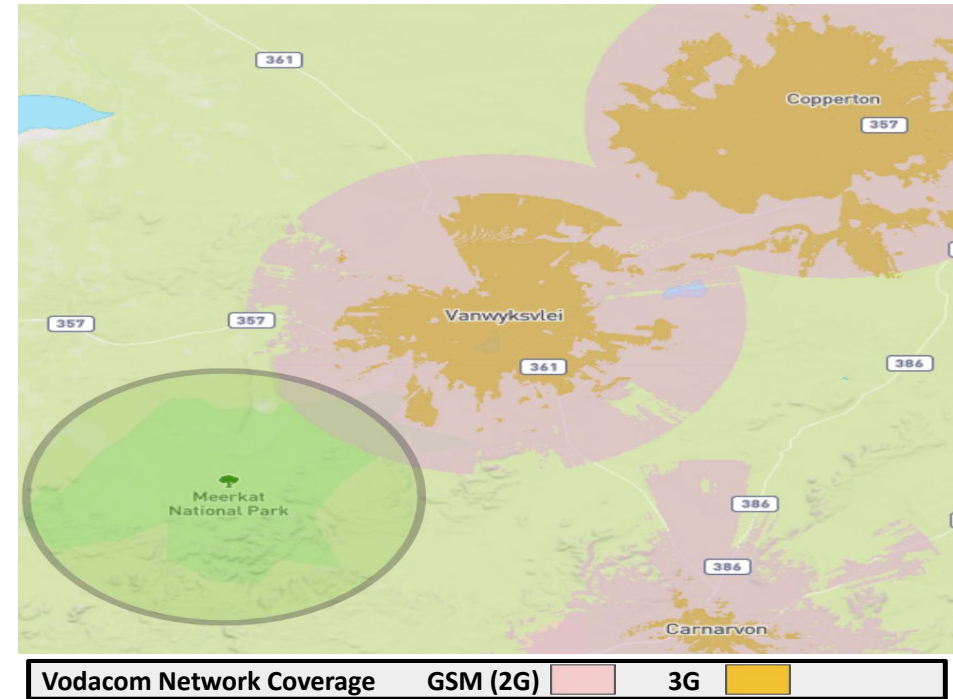 361
Copperton
357
Vanwyksvlei
357
357
361
386
Meerkat
National Park
386
386
Carnarvon
Vodacom Network Coverage GSM (2G) 3G